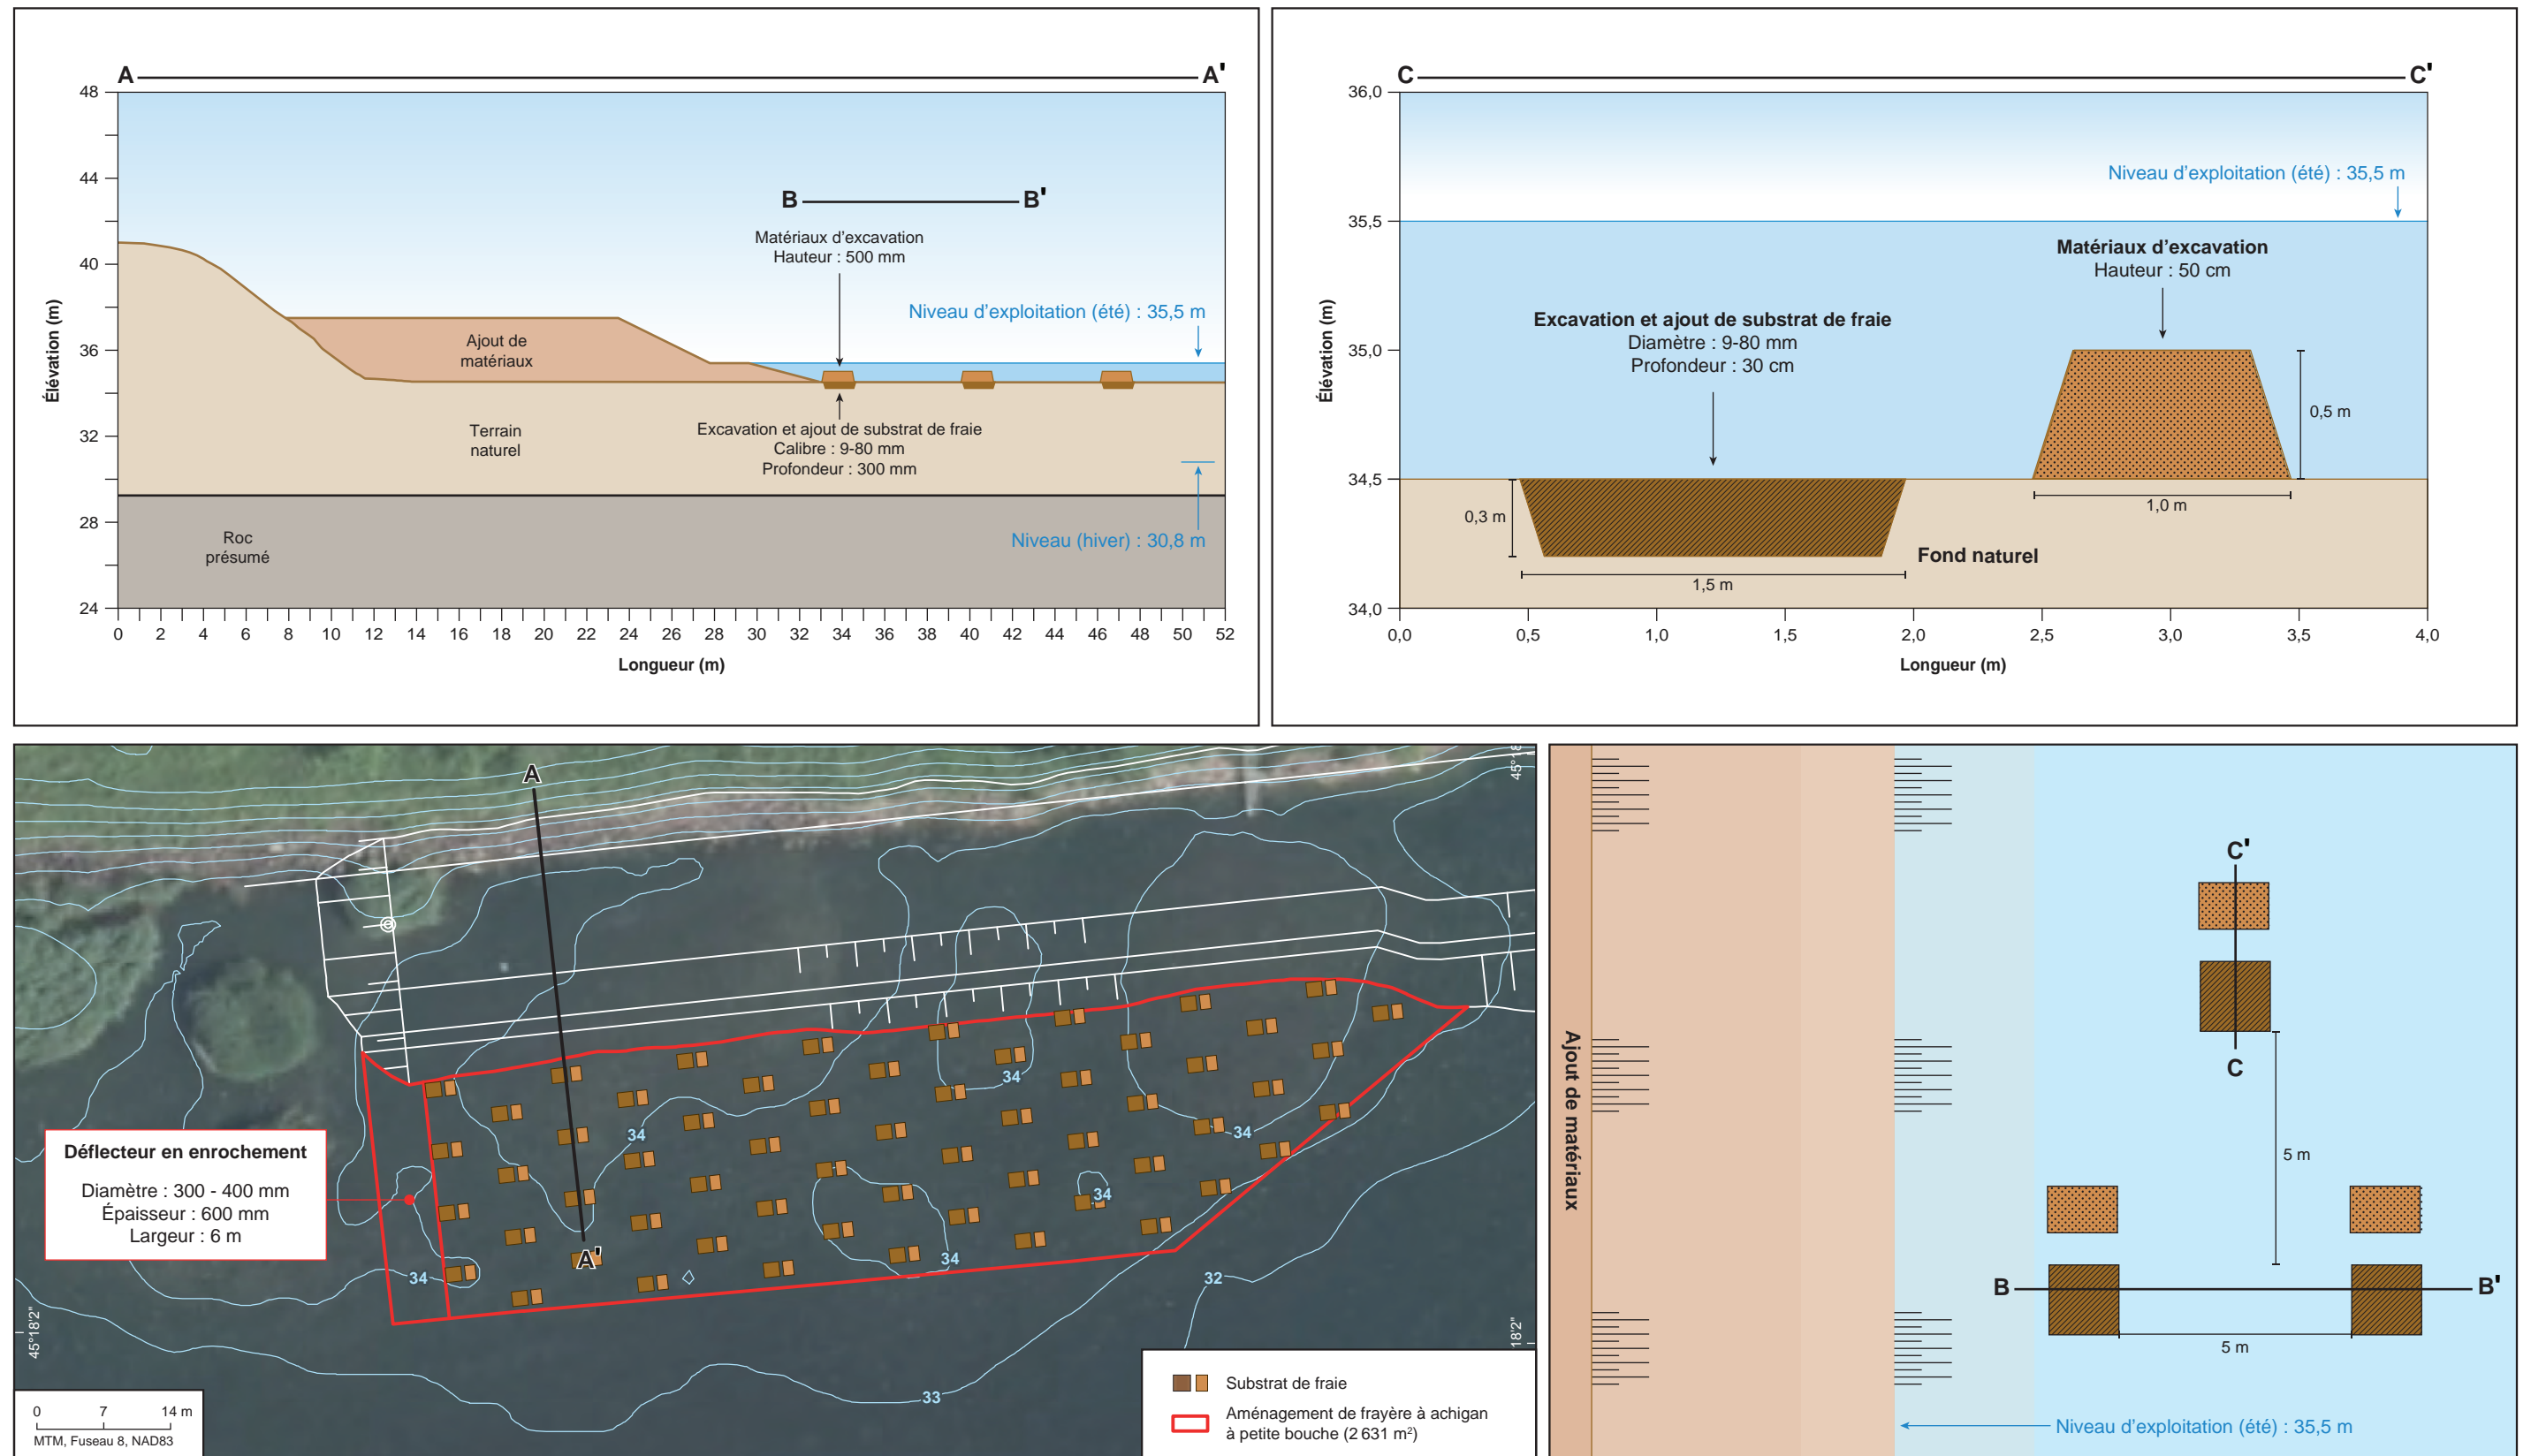 A A'
48
44
40
36
32
28
24
Élévation (m)
B B'
Matériaux d'excavation
Hauteur : 500 mm
Niveau d'exploitation (été) : 35,5 m
Ajout de
matériaux
Terrain
naturel
Excavation et ajout de substrat de fraie
Calibre : 9-80 mm
Profondeur : 300 mm
Roc
présumé
Niveau (hiver) : 30,8 m
0 2 4 6 8 10 12 14 16 18 20 22 24 26 28 30 32 34 36 38 40 42 44 46 48 50 52
Longueur (m)
C C'
36,0
35,5
35,0
34,5
34,0
Élévation (m)
Niveau d'exploitation (été) : 35,5 m
Matériaux d'excavation
Hauteur : 50 cm
Excavation et ajout de substrat de fraie
Diamètre : 9-80 mm
Profondeur : 30 cm
0,5 m
1,0 m
0,3 m
1,5 m
Fond naturel
0,0 0,5 1,0 1,5 2,0 2,5 3,0 3,5 4,0
Longueur (m)
A
A'
34
34
34
34
34
34
32
33
Déflecteur en enrochement
Diamètre : 300 - 400 mm
Épaisseur : 600 mm
Largeur : 6 m
45°18'2"
18'2"
45°18
0 7 14 m
MTM, Fuseau 8, NAD83
Substrat de fraie
Aménagement de frayère à achigan
à petite bouche (2 631 m²)
Ajout de matériaux
C'
C
5 m
B B'
5 m
Niveau d'exploitation (été) : 35,5 m